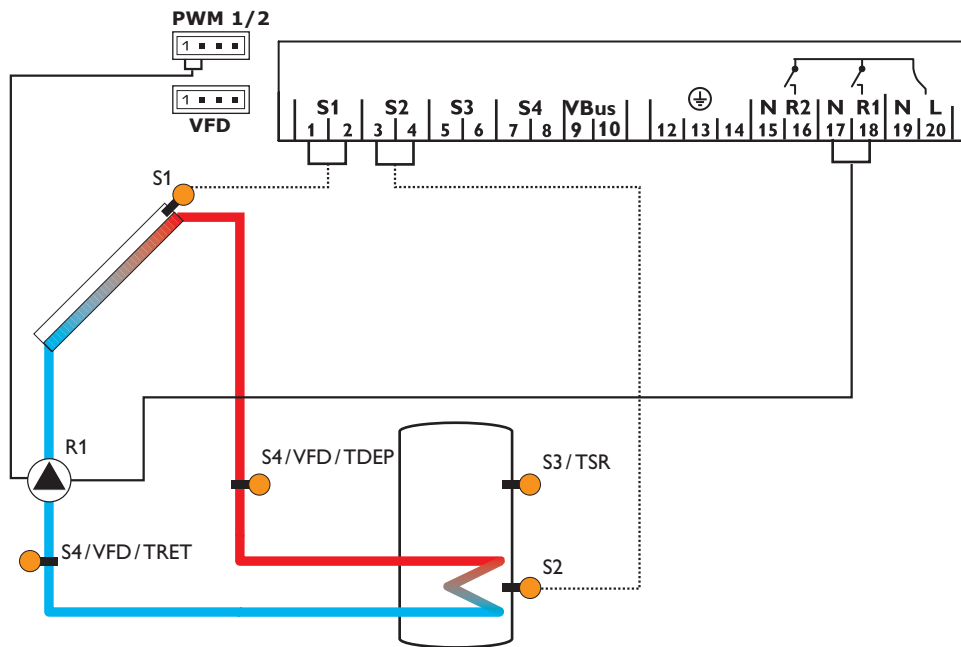 PWM 1/2
1
1
VFD
S1 S2 S3 S4 VBus N R2 N R1 N L
1 2 3 4 5 6 7 8 9 10 12 13 14 15 16 17 18 19 20
S1
R1
S4/VFD/TDEP
S3/TSR
S4/VFD/TRET
S2